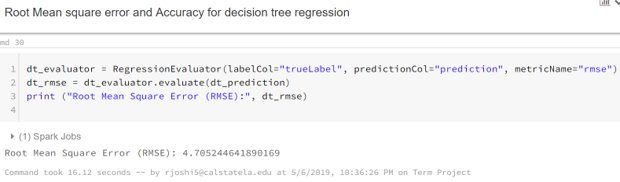 Root Mean square error and Accuracy for decision tree regression
md 30
1 dt_evaluator = RegressionEvaluator(labelCol="trueLabel", predictionCol="prediction", metricName="rmse")
2 dt_rmse = dt_evaluator.evaluate(dt_prediction)
3 print ("Root Mean Square Error (RMSE):", dt_rmse)
4
(1) Spark Jobs
Root Mean Square Error (RMSE): 4.705244641890169
Command took 16.12 seconds -- by rjoshi5@calstatela.edu at 5/6/2019, 10:36:26 PM on Term Project